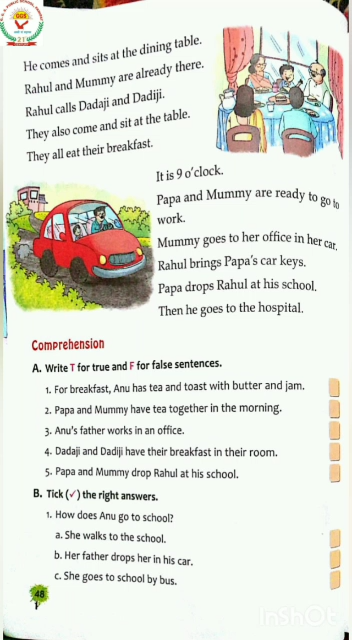 GGS
He comes and sits at the dining table.
Rahul and Mummy are already there.
Rahul calls Dadaji and Dadiji.
They also come and sit at the table.
They all eat their breakfast.
It is 9 o'clock.
Papa and Mummy are ready to go to
work.
Mummy goes to her office in her car.
Rahul brings Papa's car keys.
Papa drops Rahul at his school.
Then he goes to the hospital.
Comprehension
A. Write T for true and F for false sentences.
1. For breakfast, Anu has tea and toast with butter and jam.
2. Papa and Mummy have tea together in the morning.
3. Anu's father works in an office.
4. Dadaji and Dadiji have their breakfast in their room.
5. Papa and Mummy drop Rahul at his school.
B. Tick (✓) the right answers.
1. How does Anu go to school?
a. She walks to the school.
b. Her father drops her in his car.
c. She goes to school by bus.
48
InShOt